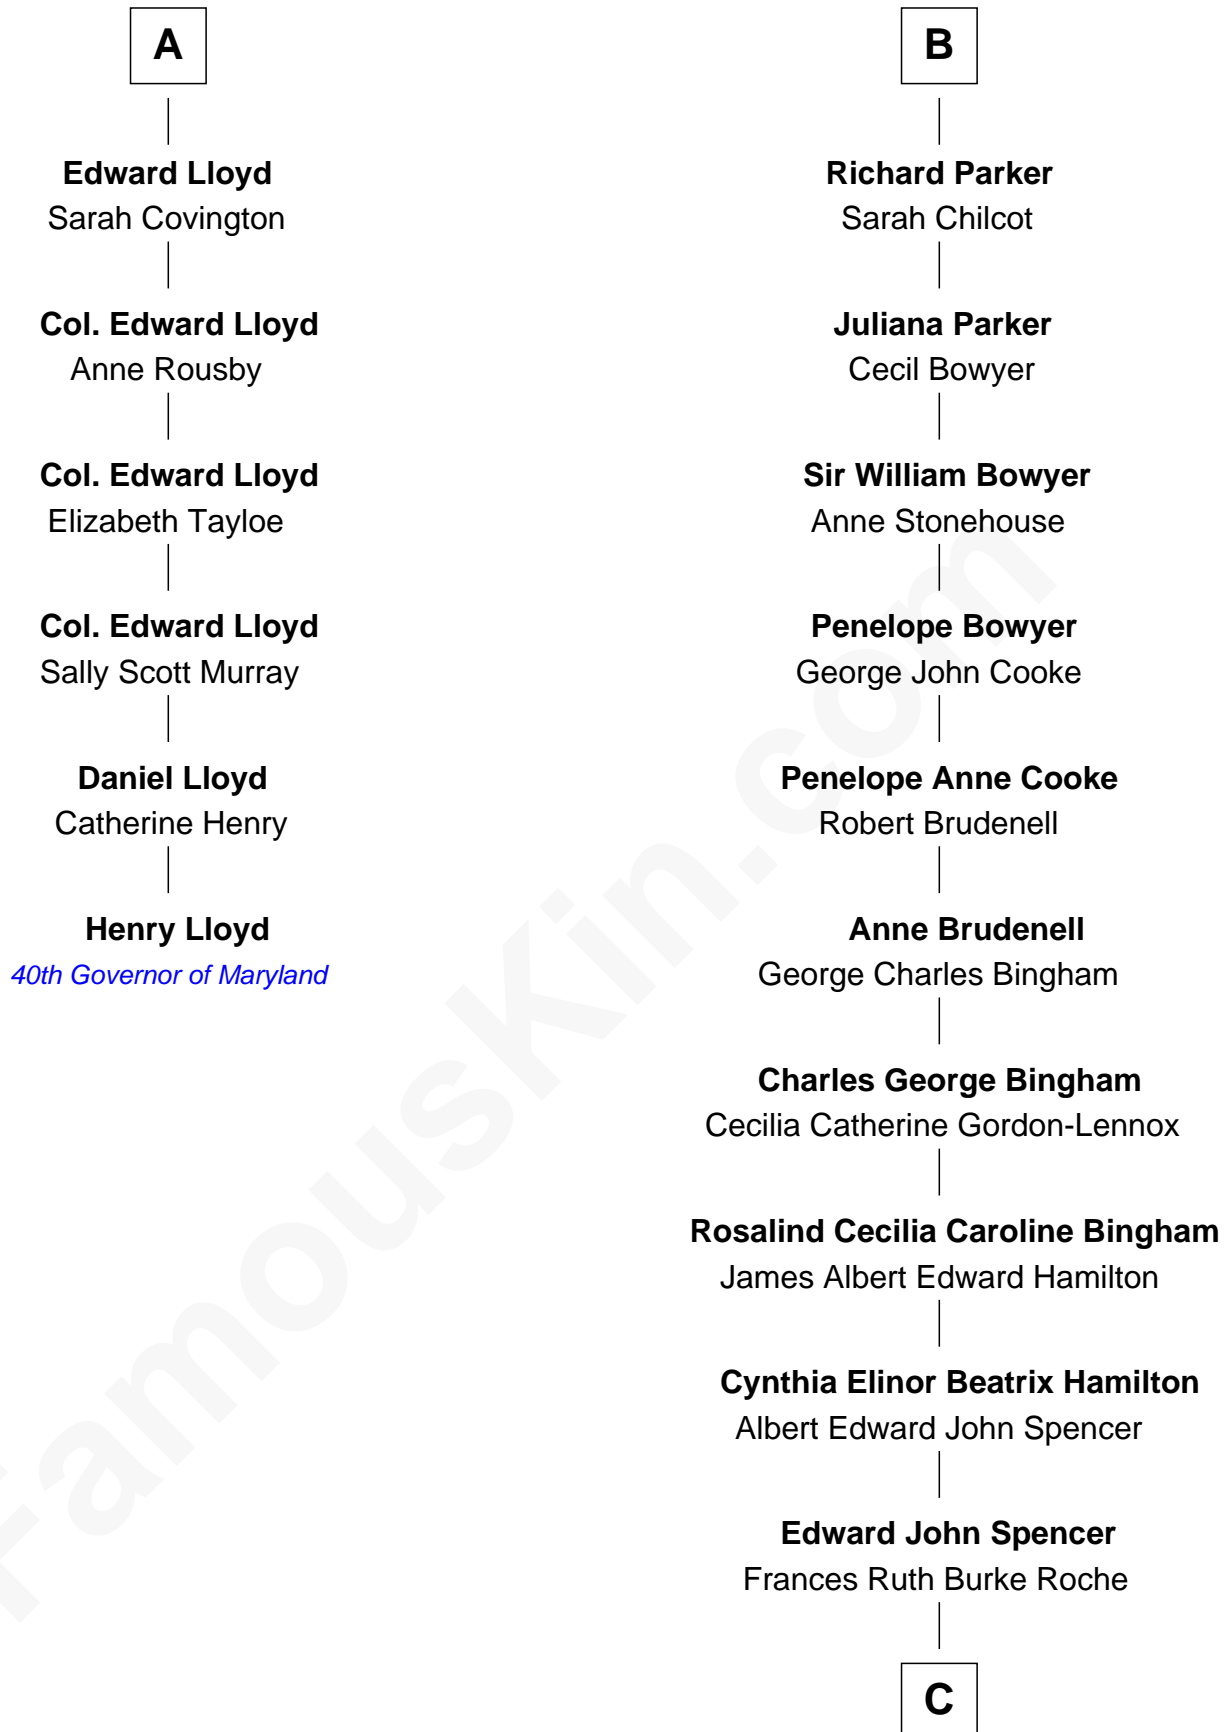 A
Edward Lloyd
Sarah Covington
Col. Edward Lloyd
Anne Rousby
Col. Edward Lloyd
Elizabeth Tayloe
Col. Edward Lloyd
Sally Scott Murray
Daniel Lloyd
Catherine Henry
Henry Lloyd
40th Governor of Maryland
B
Richard Parker
Sarah Chilcot
Juliana Parker
Cecil Bowyer
Sir William Bowyer
Anne Stonehouse
Penelope Bowyer
George John Cooke
Penelope Anne Cooke
Robert Brudenell
Anne Brudenell
George Charles Bingham
Charles George Bingham
Cecilia Catherine Gordon-Lennox
Rosalind Cecilia Caroline Bingham
James Albert Edward Hamilton
Cynthia Elinor Beatrix Hamilton
Albert Edward John Spencer
Edward John Spencer
Frances Ruth Burke Roche
C
FamousKin.com